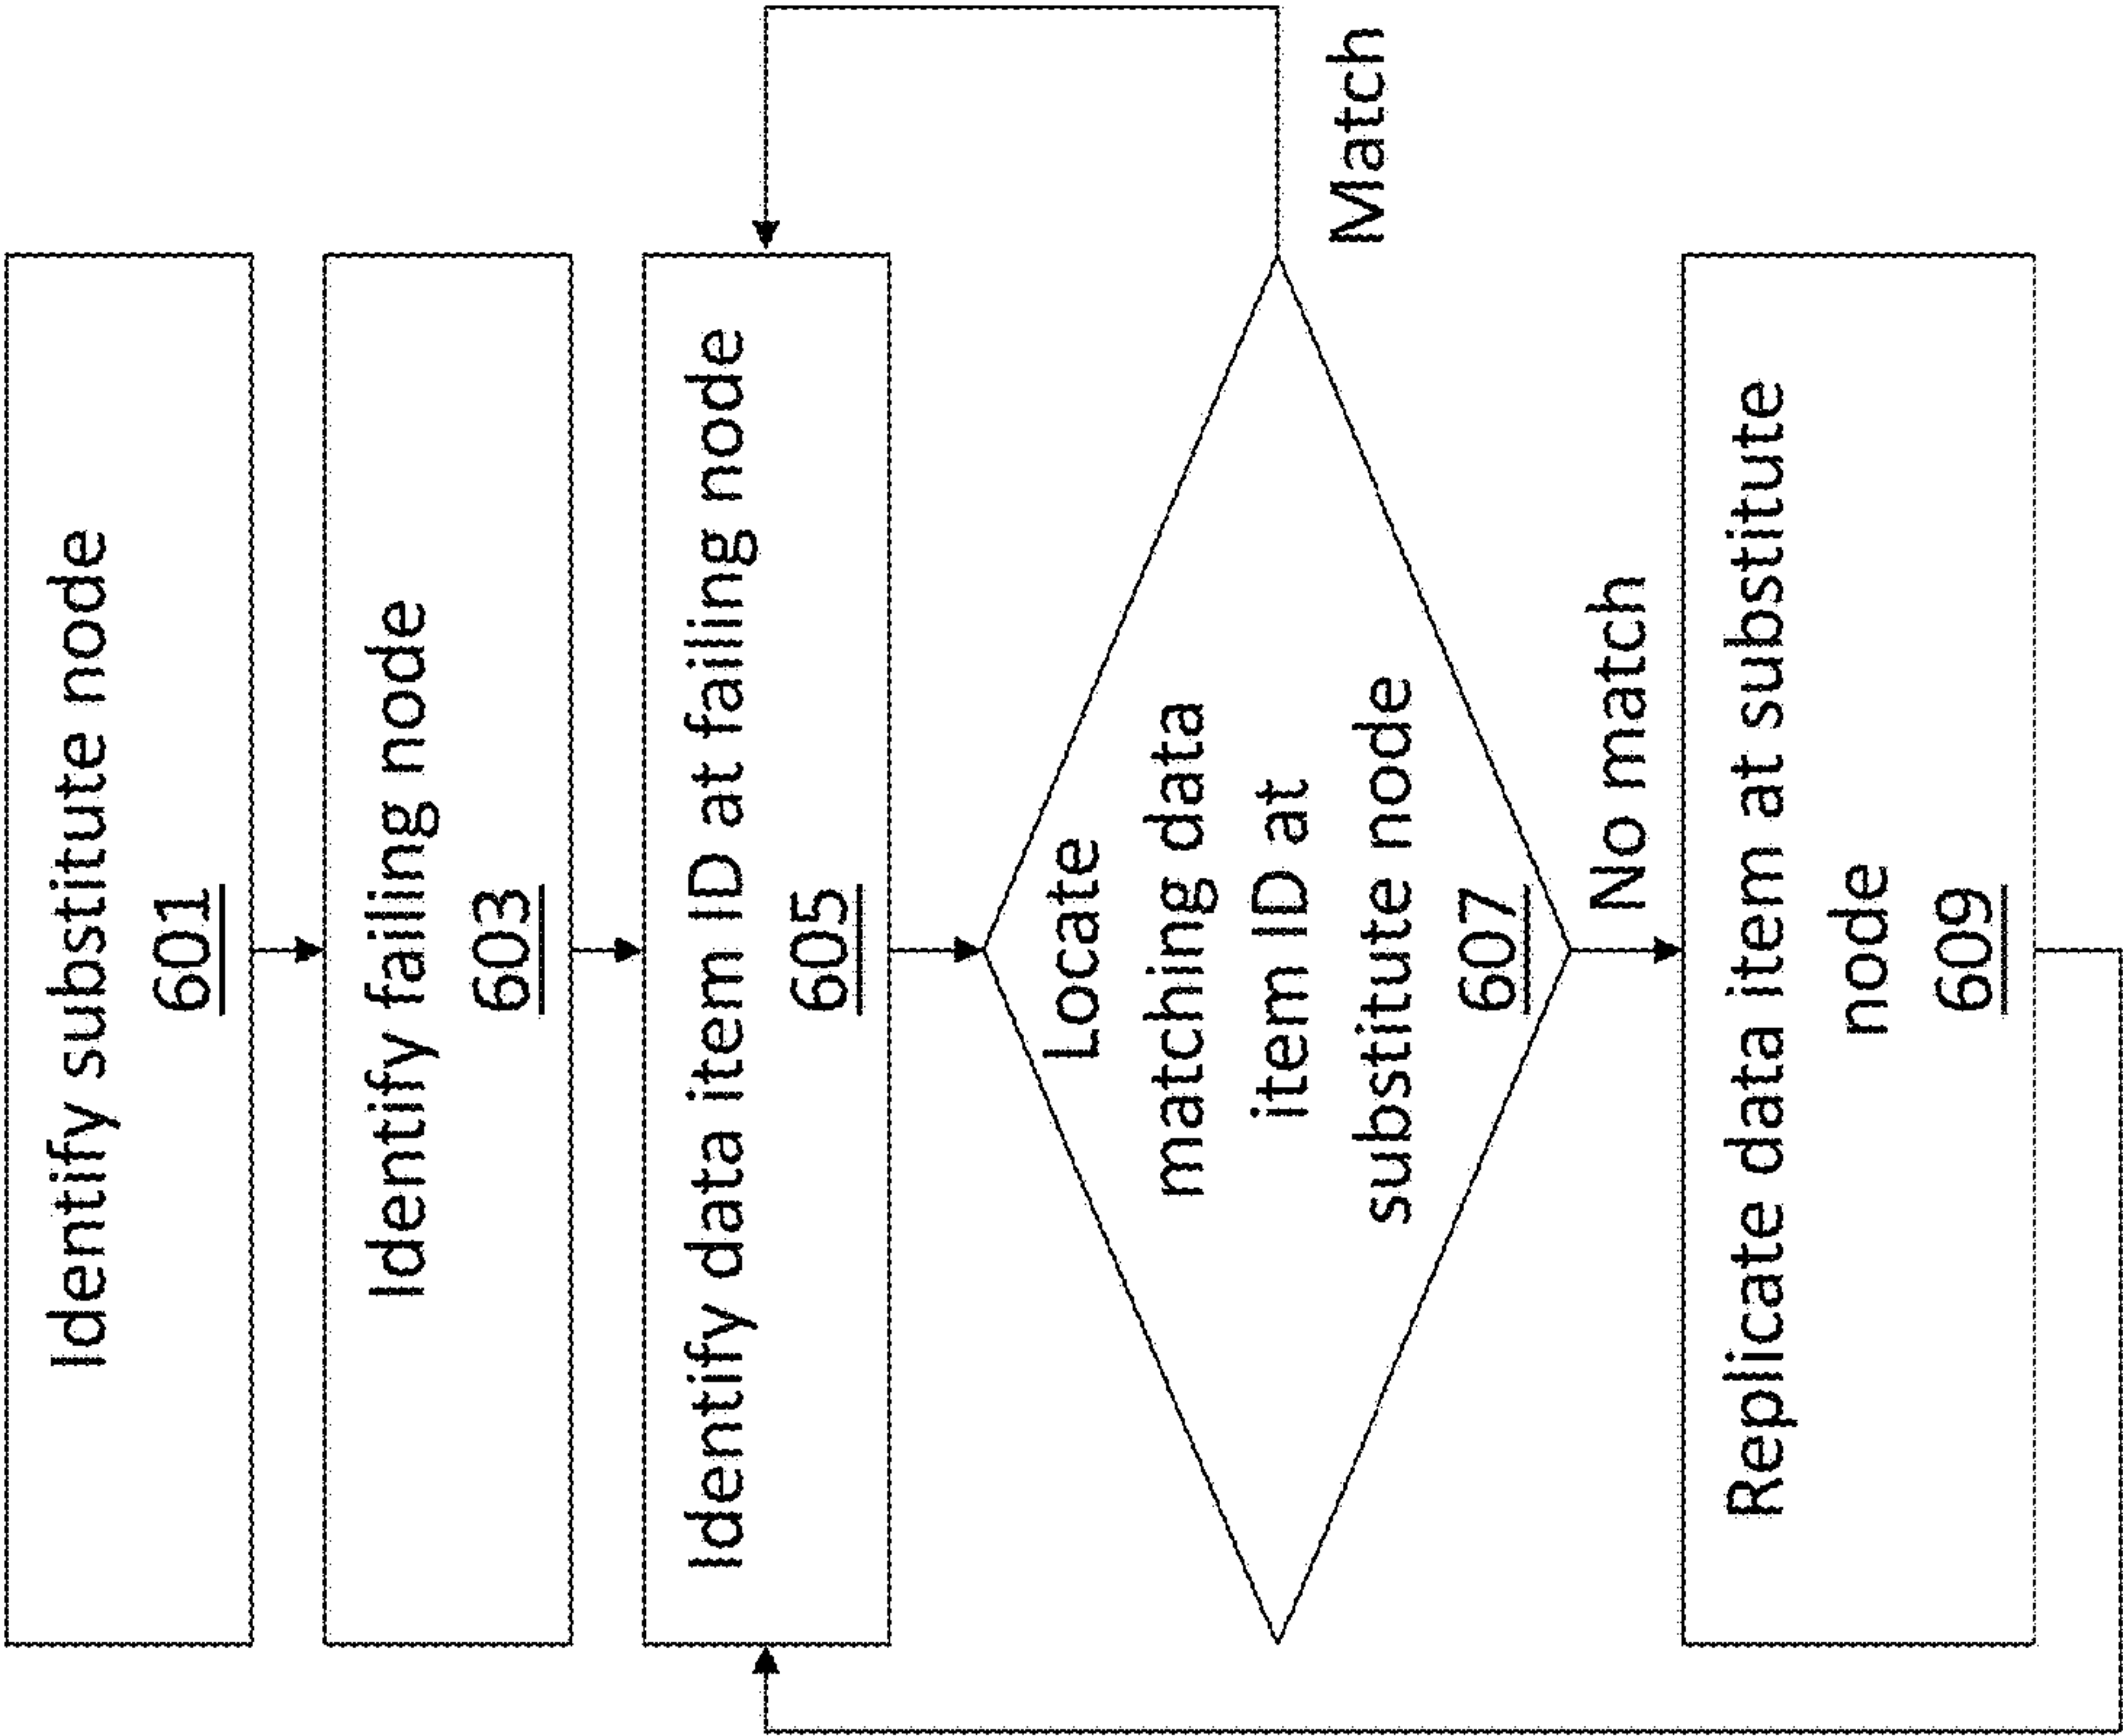 Identify substitute node
601
Identify failing node
603
Identify data item ID at failing node
605
Locate
matching data
item ID at
substitute node
607
Match
No match
Replicate data item at substitute
node
609